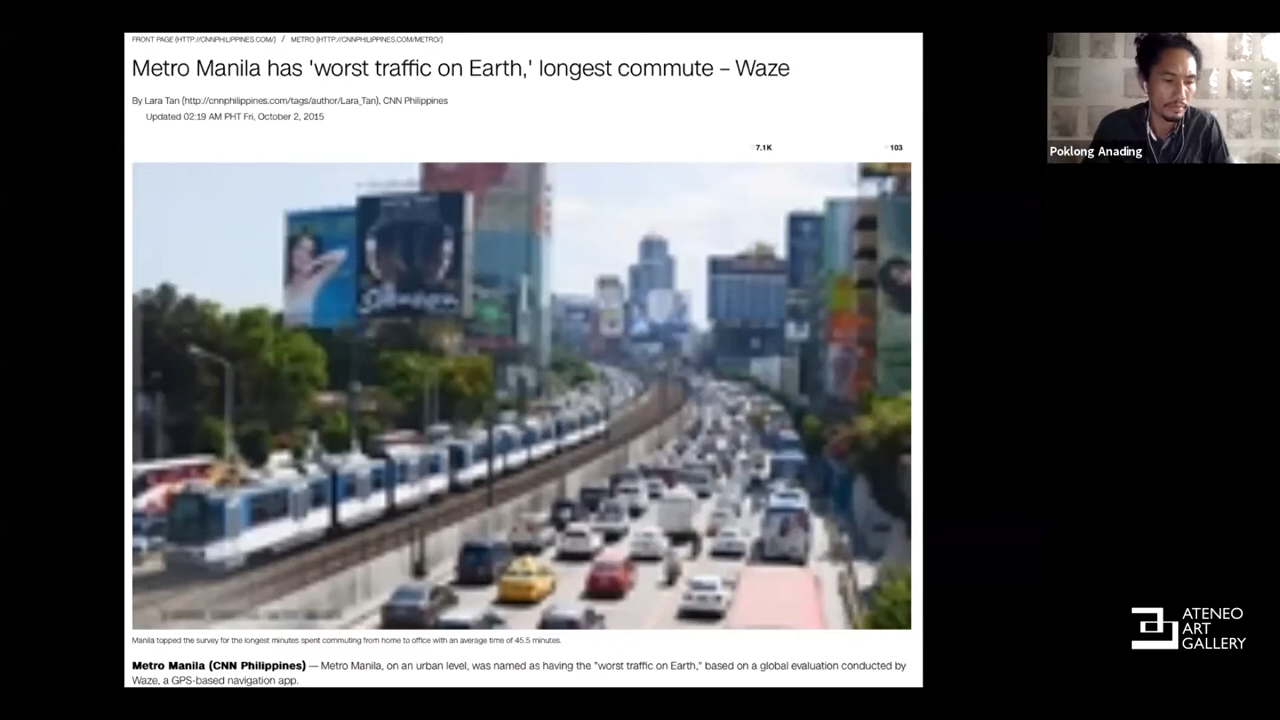 FRONT PAGE (HTTP://CNNPHILIPPINES.COM/) / METRO (HTTP://CNNPHILIPPINES.COM/METRO/)
Metro Manila has 'worst traffic on Earth,' longest commute – Waze
By Lara Tan (http://cnnphilippines.com/tags/author/Lara_Tan), CNN Philippines
Updated 02:19 AM PHT Fri, October 2, 2015
7.1K 103
Poklong Anading
Manila topped the survey for the longest minutes spent commuting from home to office with an average time of 45.5 minutes.
Metro Manila (CNN Philippines) — Metro Manila, on an urban level, was named as having the "worst traffic on Earth," based on a global evaluation conducted by
Waze, a GPS-based navigation app.
ATENEO
ART
GALLERY